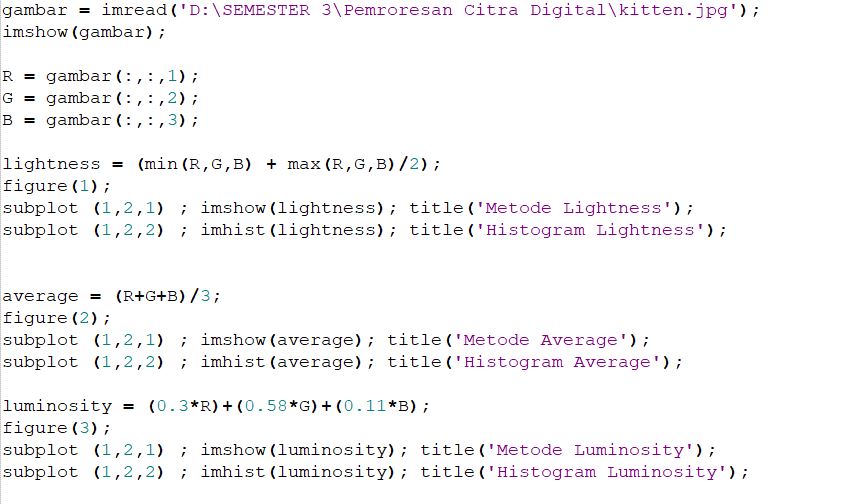 gambar = imread('D:\SEMESTER 3\Pemroresan Citra Digital\kitten.jpg');
imshow(gambar);
R = gambar(:,:,1);
G = gambar(:,:,2);
B = gambar(:,:,3);
lightness = (min(R,G,B) + max(R,G,B)/2);
figure(1);
subplot (1,2,1) ; imshow(lightness); title('Metode Lightness');
subplot (1,2,2) ; imhist(lightness); title('Histogram Lightness');
average = (R+G+B)/3;
figure(2);
subplot (1,2,1) ; imshow(average); title('Metode Average');
subplot (1,2,2) ; imhist(average); title('Histogram Average');
luminosity = (0.3*R)+(0.58*G)+(0.11*B);
figure(3);
subplot (1,2,1) ; imshow(luminosity); title('Metode Luminosity');
subplot (1,2,2) ; imhist(luminosity); title('Histogram Luminosity');